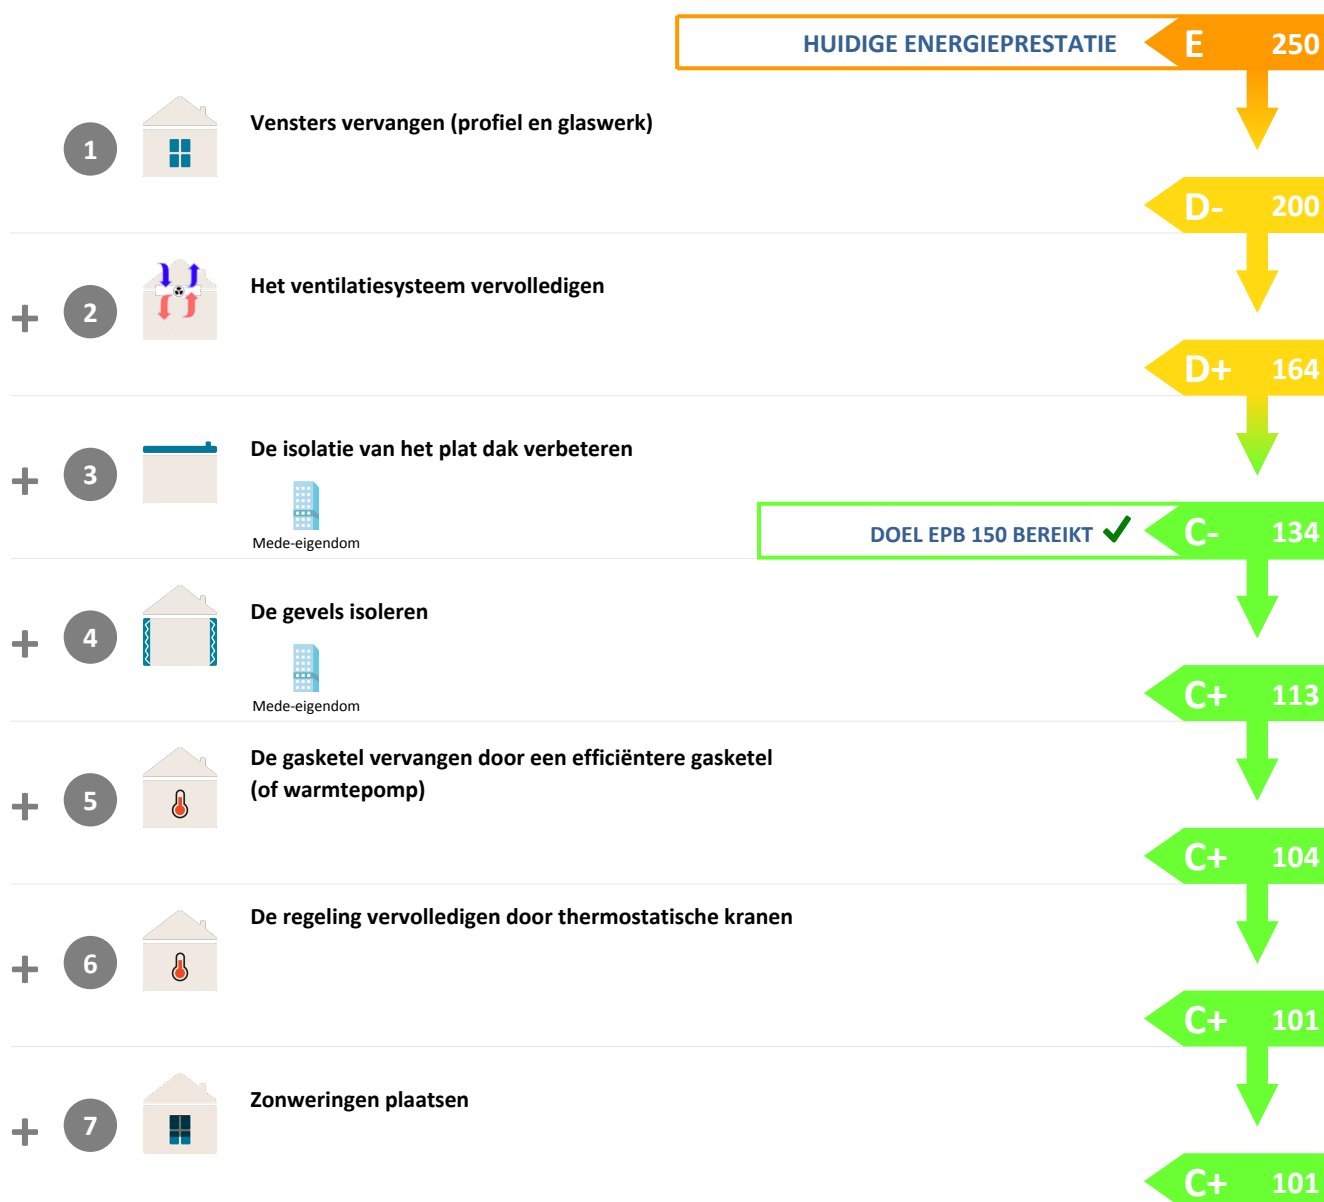 HUIDIGE ENERGIEPRESTATIE E 250
1 Vensters vervangen (profiel en glaswerk)
D- 200
+ 2 Het ventilatiesysteem vervolledigen
D+ 164
+ 3 De isolatie van het plat dak verbeteren
Mede-eigendom
DOEL EPB 150 BEREIKT ✓ C- 134
+ 4 De gevels isoleren
Mede-eigendom
C+ 113
+ 5 De gasketel vervangen door een efficiëntere gasketel
(of warmtepomp)
C+ 104
+ 6 De regeling vervolledigen door thermostatische kranen
C+ 101
+ 7 Zonweringen plaatsen
C+ 101